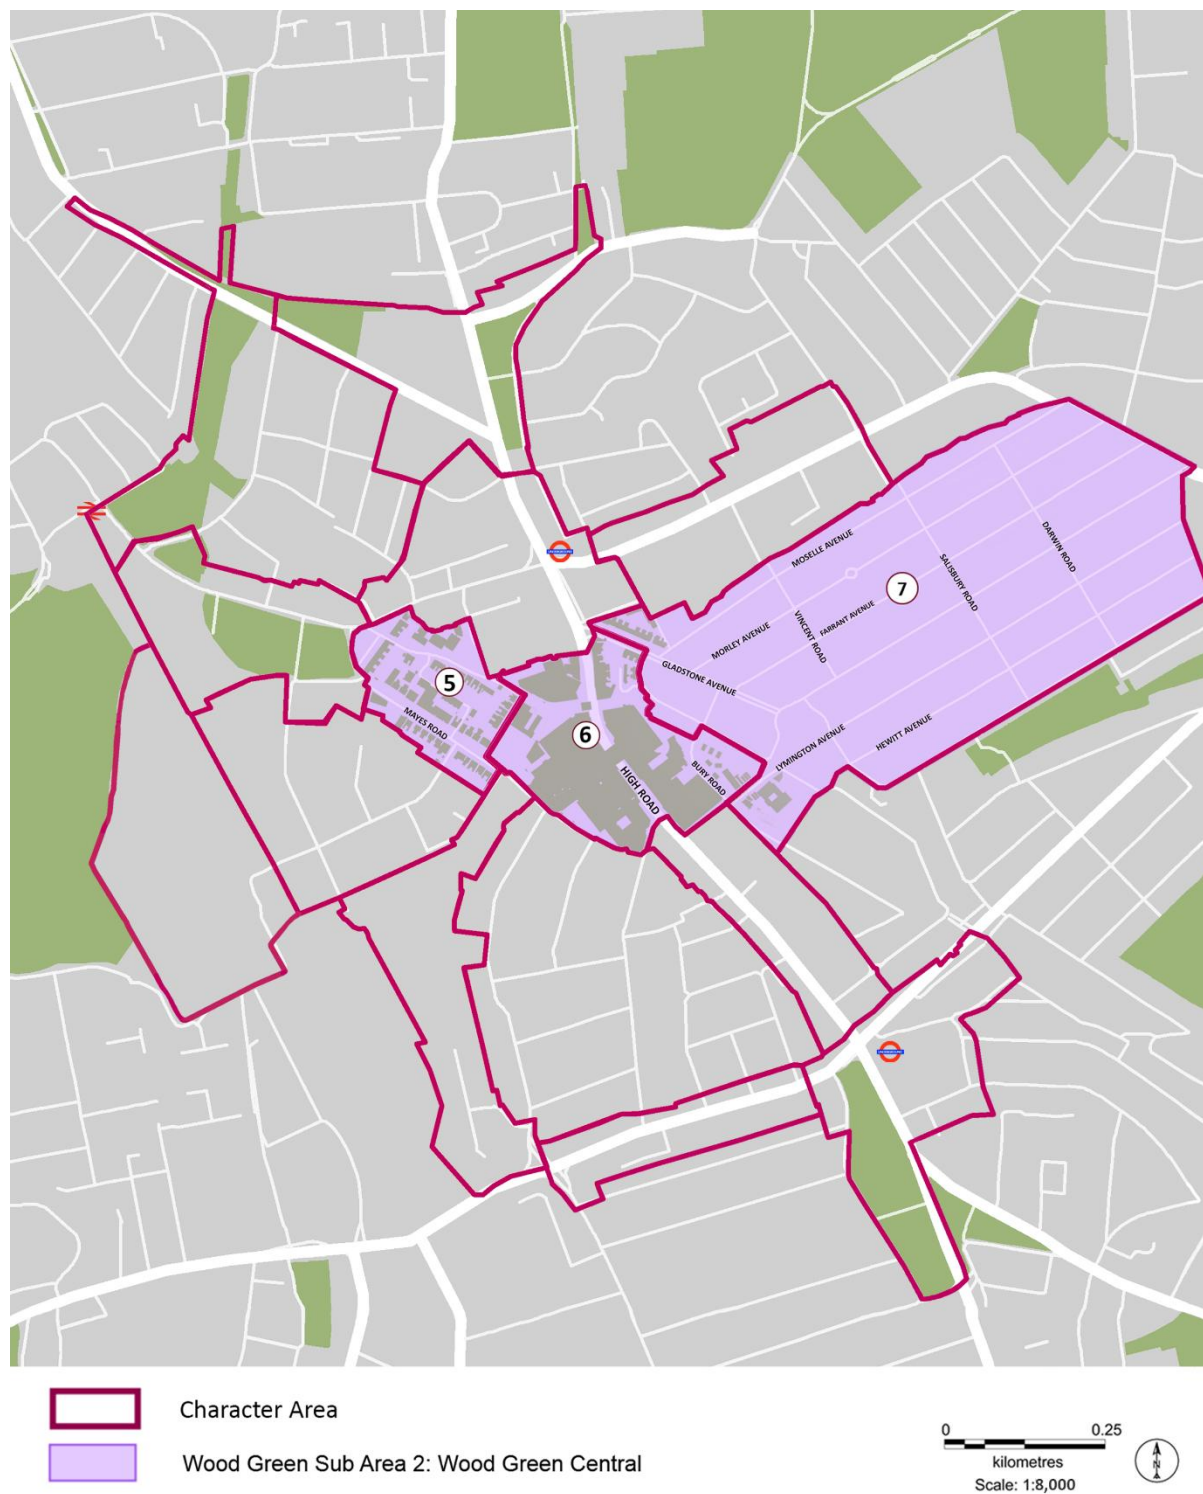 MOSELLE AVENUE
DARWIN ROAD
SALISBURY ROAD
7
FARRANT AVENUE
VINCENT ROAD
MORLEY AVENUE
GLADSTONE AVENUE
5
MAYES ROAD
6
HEWITT AVENUE
LYMINGTON AVENUE
BURY ROAD
HIGH ROAD
Character Area
Wood Green Sub Area 2: Wood Green Central
0 0.25
kilometres
Scale: 1:8,000
N